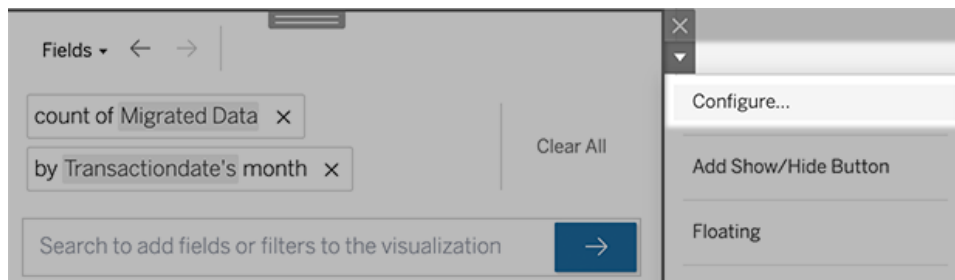 Fields
count of Migrated Data
by Transactiondate's month
Clear All
Search to add fields or filters to the visualization
Configure...
Add Show/Hide Button
Floating